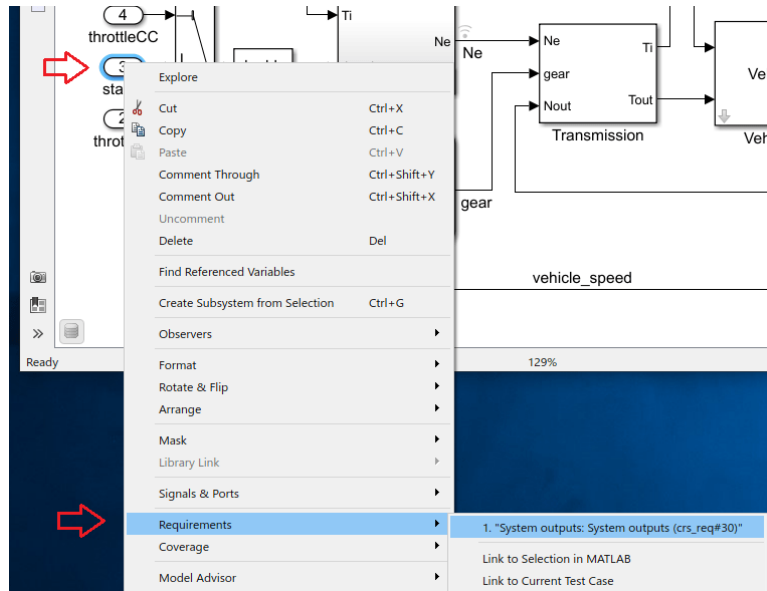 4
throttleCC
3
sta
2
throt
Ti
Ne
Ne
Ne
gear
Nout
Ti
Tout
Transmission
Ve
Veh
gear
vehicle_speed
Explore
Cut Ctrl+X
Copy Ctrl+C
Paste Ctrl+V
Comment Through Ctrl+Shift+Y
Comment Out Ctrl+Shift+X
Uncomment
Delete Del
Find Referenced Variables
Create Subsystem from Selection Ctrl+G
Observers
Format
Rotate & Flip
Arrange
Mask
Library Link
Signals & Ports
Requirements
Coverage
Model Advisor
1. "System outputs: System outputs (crs_req#30)"
Link to Selection in MATLAB
Link to Current Test Case
Ready
129%